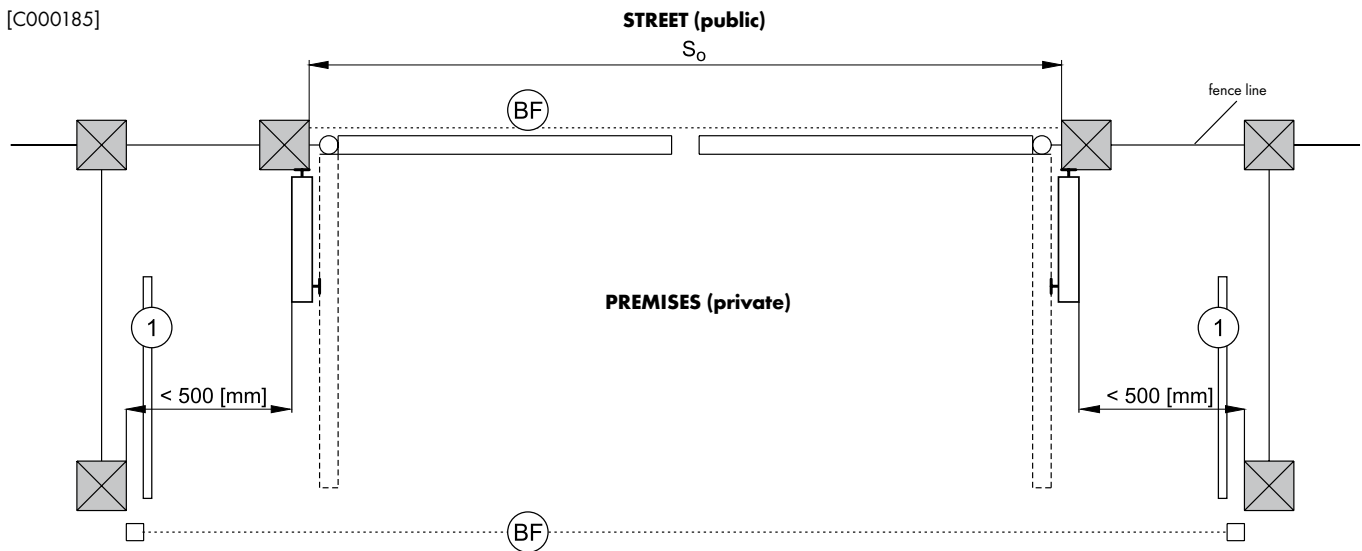 [C000185]
STREET (public)
So
BF
fence line
PREMISES (private)
1
1
< 500 [mm]
< 500 [mm]
BF